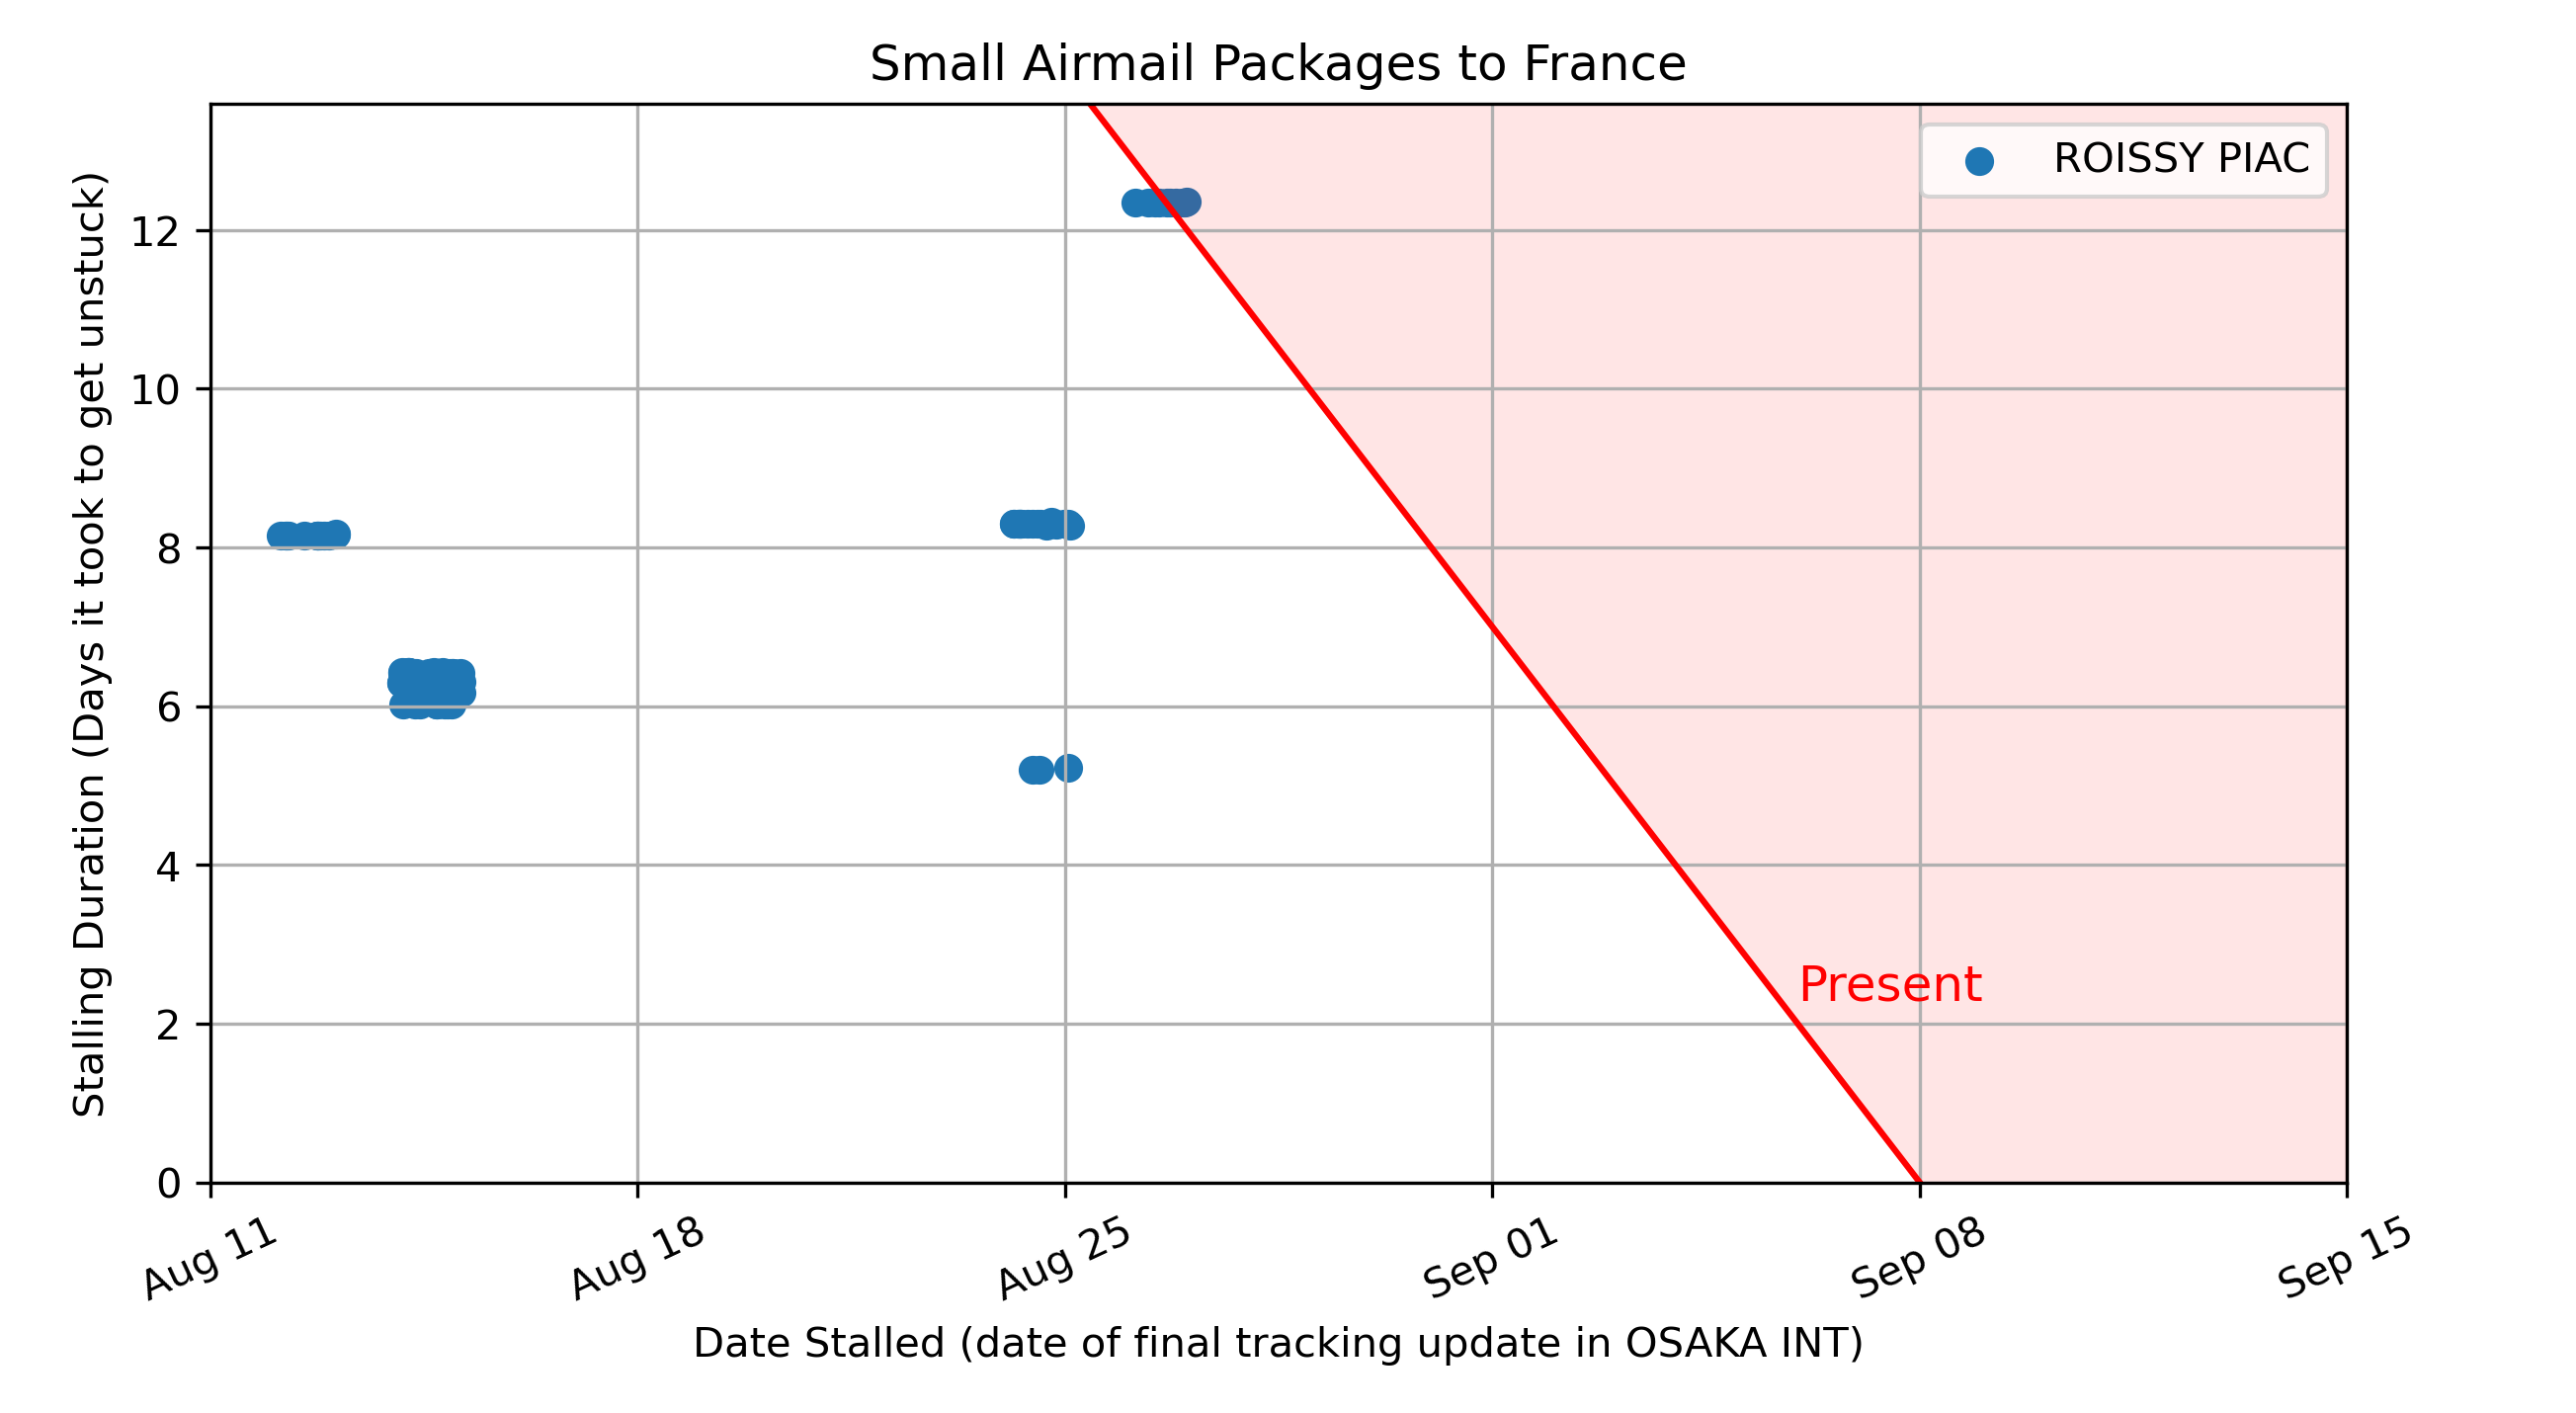 Small Airmail Packages to France
ROISSY PIAC
Stalling Duration (Days it took to get unstuck)
12
10
8
6
4
2
0
Present
Aug 11
Aug 18
Aug 25
Sep 01
Sep 08
Sep 15
Date Stalled (date of final tracking update in OSAKA INT)